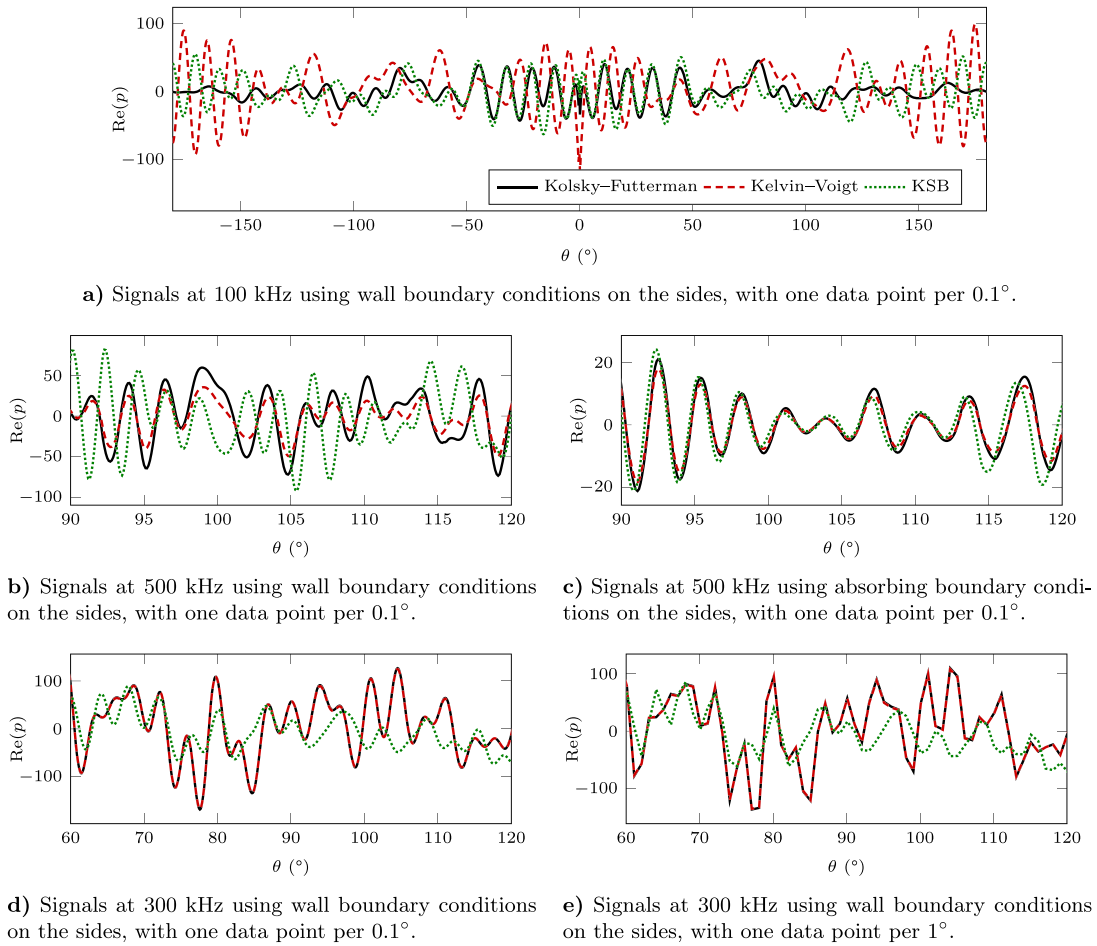 100
0
−100
Re(p)
−150
−100
−50
0
50
100
150
θ (°)
Kolsky–Futterman
Kelvin–Voigt
KSB
a) Signals at 100 kHz using wall boundary conditions on the sides, with one data point per 0.1°.
50
0
−50
−100
Re(p)
90
95
100
105
110
115
120
θ (°)
b) Signals at 500 kHz using wall boundary conditions
on the sides, with one data point per 0.1°.
20
0
−20
Re(p)
90
95
100
105
110
115
120
θ (°)
c) Signals at 500 kHz using absorbing boundary condi-
tions on the sides, with one data point per 0.1°.
100
0
−100
Re(p)
60
70
80
90
100
110
120
θ (°)
d) Signals at 300 kHz using wall boundary conditions
on the sides, with one data point per 0.1°.
100
0
−100
Re(p)
60
70
80
90
100
110
120
θ (°)
e) Signals at 300 kHz using wall boundary conditions
on the sides, with one data point per 1°.